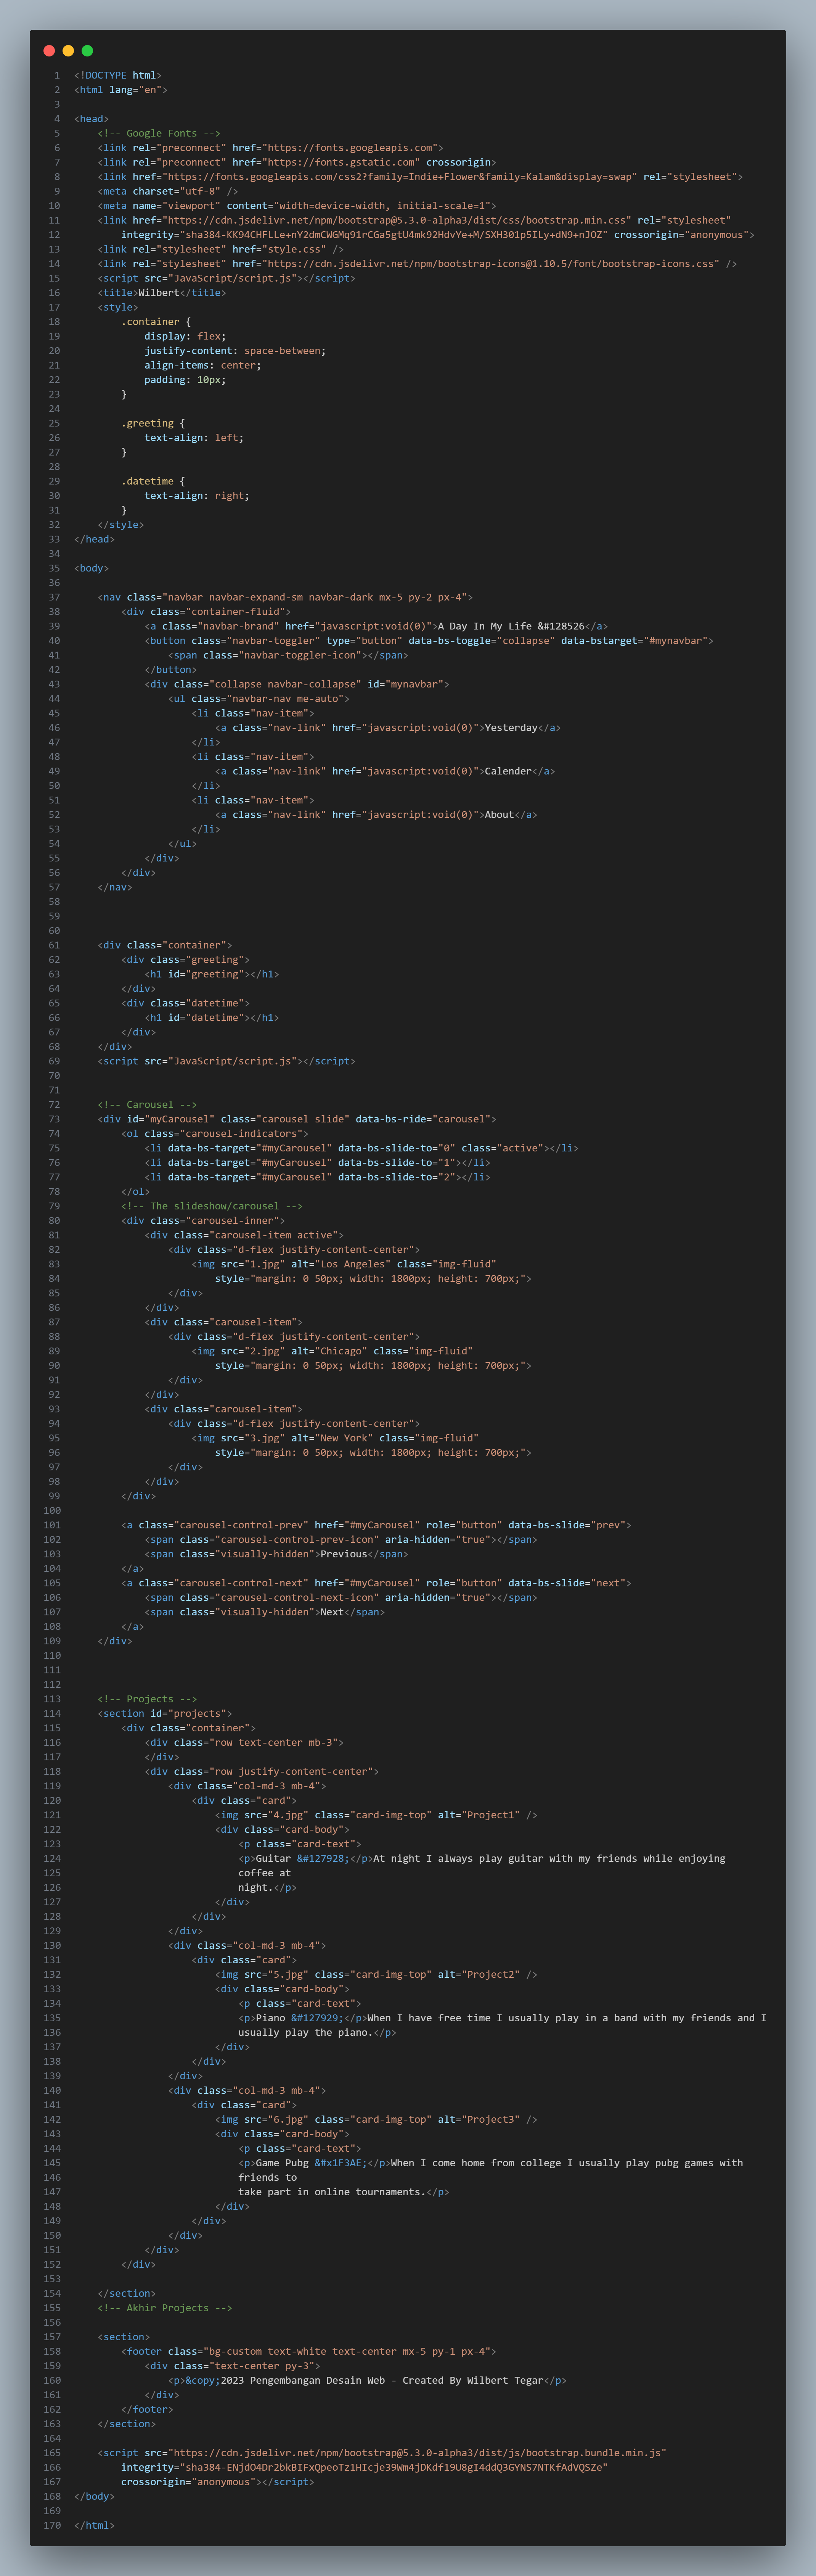 1 <!DOCTYPE html>
2 <html lang="en">
3
4 <head>
5     <!-- Google Fonts -->
6     <link rel="preconnect" href="https://fonts.googleapis.com">
7     <link rel="preconnect" href="https://fonts.gstatic.com" crossorigin>
8     <link href="https://fonts.googleapis.com/css2?family=Indie+Flower&family=Kalam&display=swap" rel="stylesheet">
9     <meta charset="utf-8" />
10     <meta name="viewport" content="width=device-width, initial-scale=1">
11     <link href="https://cdn.jsdelivr.net/npm/bootstrap@5.3.0-alpha3/dist/css/bootstrap.min.css" rel="stylesheet"
12         integrity="sha384-KK94CHFLLe+nY2dmCWGMq91rCGa5gtU4mk92HdvYe+M/SXH301p5ILy+dN9+nJOZ" crossorigin="anonymous">
13     <link rel="stylesheet" href="style.css" />
14     <link rel="stylesheet" href="https://cdn.jsdelivr.net/npm/bootstrap-icons@1.10.5/font/bootstrap-icons.css" />
15     <script src="JavaScript/script.js"></script>
16     <title>Wilbert</title>
17     <style>
18         .container {
19             display: flex;
20             justify-content: space-between;
21             align-items: center;
22             padding: 10px;
23         }
24
25         .greeting {
26             text-align: left;
27         }
28
29         .datetime {
30             text-align: right;
31         }
32     </style>
33 </head>
34
35 <body>
36
37     <nav class="navbar navbar-expand-sm navbar-dark mx-5 py-2 px-4">
38         <div class="container-fluid">
39             <a class="navbar-brand" href="javascript:void(0)">A Day In My Life &#128526</a>
40             <button class="navbar-toggler" type="button" data-bs-toggle="collapse" data-bstarget="#mynavbar">
41                 <span class="navbar-toggler-icon"></span>
42             </button>
43             <div class="collapse navbar-collapse" id="mynavbar">
44                 <ul class="navbar-nav me-auto">
45                     <li class="nav-item">
46                         <a class="nav-link" href="javascript:void(0)">Yesterday</a>
47                     </li>
48                     <li class="nav-item">
49                         <a class="nav-link" href="javascript:void(0)">Calender</a>
50                     </li>
51                     <li class="nav-item">
52                         <a class="nav-link" href="javascript:void(0)">About</a>
53                     </li>
54                 </ul>
55             </div>
56         </div>
57     </nav>
58
59
60
61     <div class="container">
62         <div class="greeting">
63             <h1 id="greeting"></h1>
64         </div>
65         <div class="datetime">
66             <h1 id="datetime"></h1>
67         </div>
68     </div>
69     <script src="JavaScript/script.js"></script>
70
71
72     <!-- Carousel -->
73     <div id="myCarousel" class="carousel slide" data-bs-ride="carousel">
74         <ol class="carousel-indicators">
75             <li data-bs-target="#myCarousel" data-bs-slide-to="0" class="active"></li>
76             <li data-bs-target="#myCarousel" data-bs-slide-to="1"></li>
77             <li data-bs-target="#myCarousel" data-bs-slide-to="2"></li>
78         </ol>
79         <!-- The slideshow/carousel -->
80         <div class="carousel-inner">
81             <div class="carousel-item active">
82                 <div class="d-flex justify-content-center">
83                     <img src="1.jpg" alt="Los Angeles" class="img-fluid"
84                         style="margin: 0 50px; width: 1800px; height: 700px;">
85                 </div>
86             </div>
87             <div class="carousel-item">
88                 <div class="d-flex justify-content-center">
89                     <img src="2.jpg" alt="Chicago" class="img-fluid"
90                         style="margin: 0 50px; width: 1800px; height: 700px;">
91                 </div>
92             </div>
93             <div class="carousel-item">
94                 <div class="d-flex justify-content-center">
95                     <img src="3.jpg" alt="New York" class="img-fluid"
96                         style="margin: 0 50px; width: 1800px; height: 700px;">
97                 </div>
98             </div>
99         </div>
100
101         <a class="carousel-control-prev" href="#myCarousel" role="button" data-bs-slide="prev">
102             <span class="carousel-control-prev-icon" aria-hidden="true"></span>
103             <span class="visually-hidden">Previous</span>
104         </a>
105         <a class="carousel-control-next" href="#myCarousel" role="button" data-bs-slide="next">
106             <span class="carousel-control-next-icon" aria-hidden="true"></span>
107             <span class="visually-hidden">Next</span>
108         </a>
109     </div>
110
111
112
113     <!-- Projects -->
114     <section id="projects">
115         <div class="container">
116             <div class="row text-center mb-3">
117             </div>
118             <div class="row justify-content-center">
119                 <div class="col-md-3 mb-4">
120                     <div class="card">
121                         <img src="4.jpg" class="card-img-top" alt="Project1" />
122                         <div class="card-body">
123                             <p class="card-text">
124                             <p>Guitar &#127928;</p>At night I always play guitar with my friends while enjoying
125                             coffee at
126                             night.</p>
127                         </div>
128                     </div>
129                 </div>
130                 <div class="col-md-3 mb-4">
131                     <div class="card">
132                         <img src="5.jpg" class="card-img-top" alt="Project2" />
133                         <div class="card-body">
134                             <p class="card-text">
135                             <p>Piano &#127929;</p>When I have free time I usually play in a band with my friends and I
136                             usually play the piano.</p>
137                         </div>
138                     </div>
139                 </div>
140                 <div class="col-md-3 mb-4">
141                     <div class="card">
142                         <img src="6.jpg" class="card-img-top" alt="Project3" />
143                         <div class="card-body">
144                             <p class="card-text">
145                             <p>Game Pubg &#x1F3AE;</p>When I come home from college I usually play pubg games with
146                             friends to
147                             take part in online tournaments.</p>
148                         </div>
149                     </div>
150                 </div>
151             </div>
152         </div>
153
154     </section>
155     <!-- Akhir Projects -->
156
157     <section>
158         <footer class="bg-custom text-white text-center mx-5 py-1 px-4">
159             <div class="text-center py-3">
160                 <p>&copy;2023 Pengembangan Desain Web - Created By Wilbert Tegar</p>
161             </div>
162         </footer>
163     </section>
164
165     <script src="https://cdn.jsdelivr.net/npm/bootstrap@5.3.0-alpha3/dist/js/bootstrap.bundle.min.js"
166         integrity="sha384-ENjdO4Dr2bkBIFxQpeoTz1HIcje39Wm4jDKdf19U8gI4ddQ3GYNS7NTKfAdVQSZe"
167         crossorigin="anonymous"></script>
168 </body>
169
170 </html>